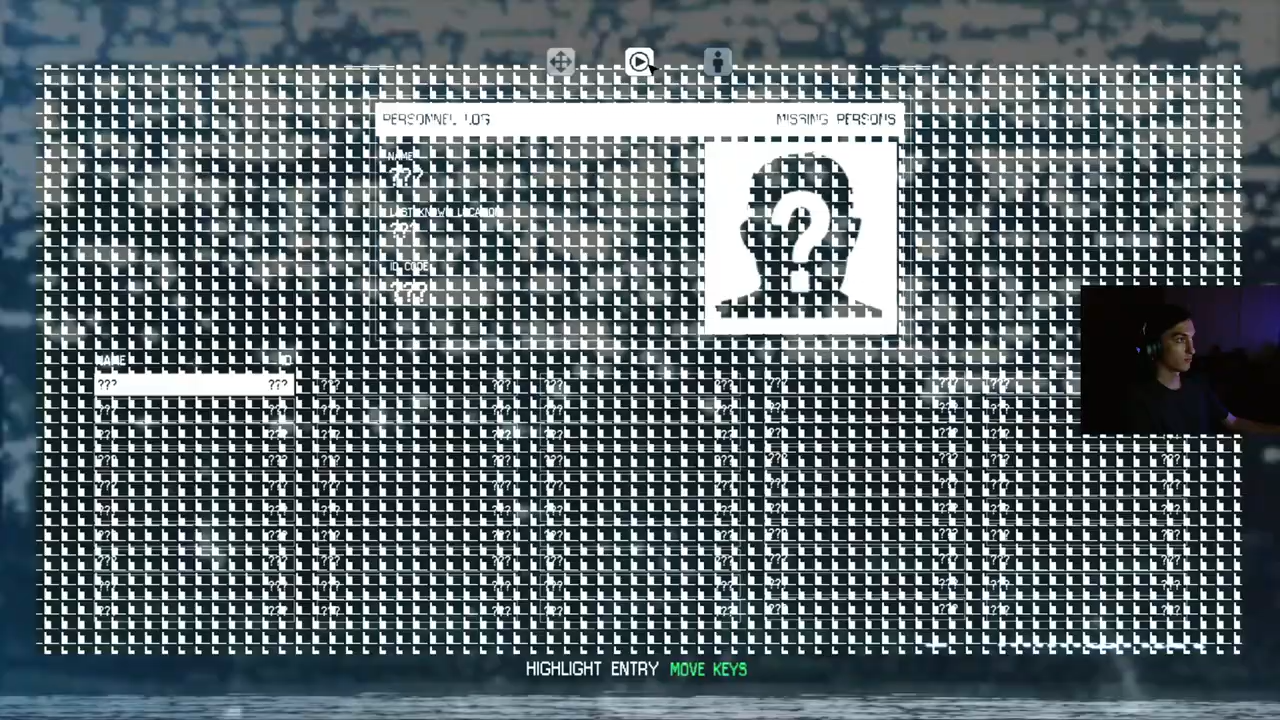 PERSONNEL LOG MISSING PERSONS
NAME
???
LAST KNOWN LOCATION
???
ID CODE
???
NAME ID
??? ??? ??? ??? ??? ??? ??? ??? ???
??? ??? ??? ??? ??? ??? ??? ??? ???
??? ??? ??? ??? ??? ??? ??? ??? ???
??? ??? ??? ??? ??? ??? ??? ??? ??? ???
??? ??? ??? ??? ??? ??? ??? ??? ??? ???
??? ??? ??? ??? ??? ??? ??? ??? ??? ???
??? ??? ??? ??? ??? ??? ??? ??? ??? ???
??? ??? ??? ??? ??? ??? ??? ??? ??? ???
??? ??? ??? ??? ??? ??? ??? ??? ??? ???
??? ??? ??? ??? ??? ??? ??? ??? ??? ???
HIGHLIGHT ENTRY MOVE KEYS